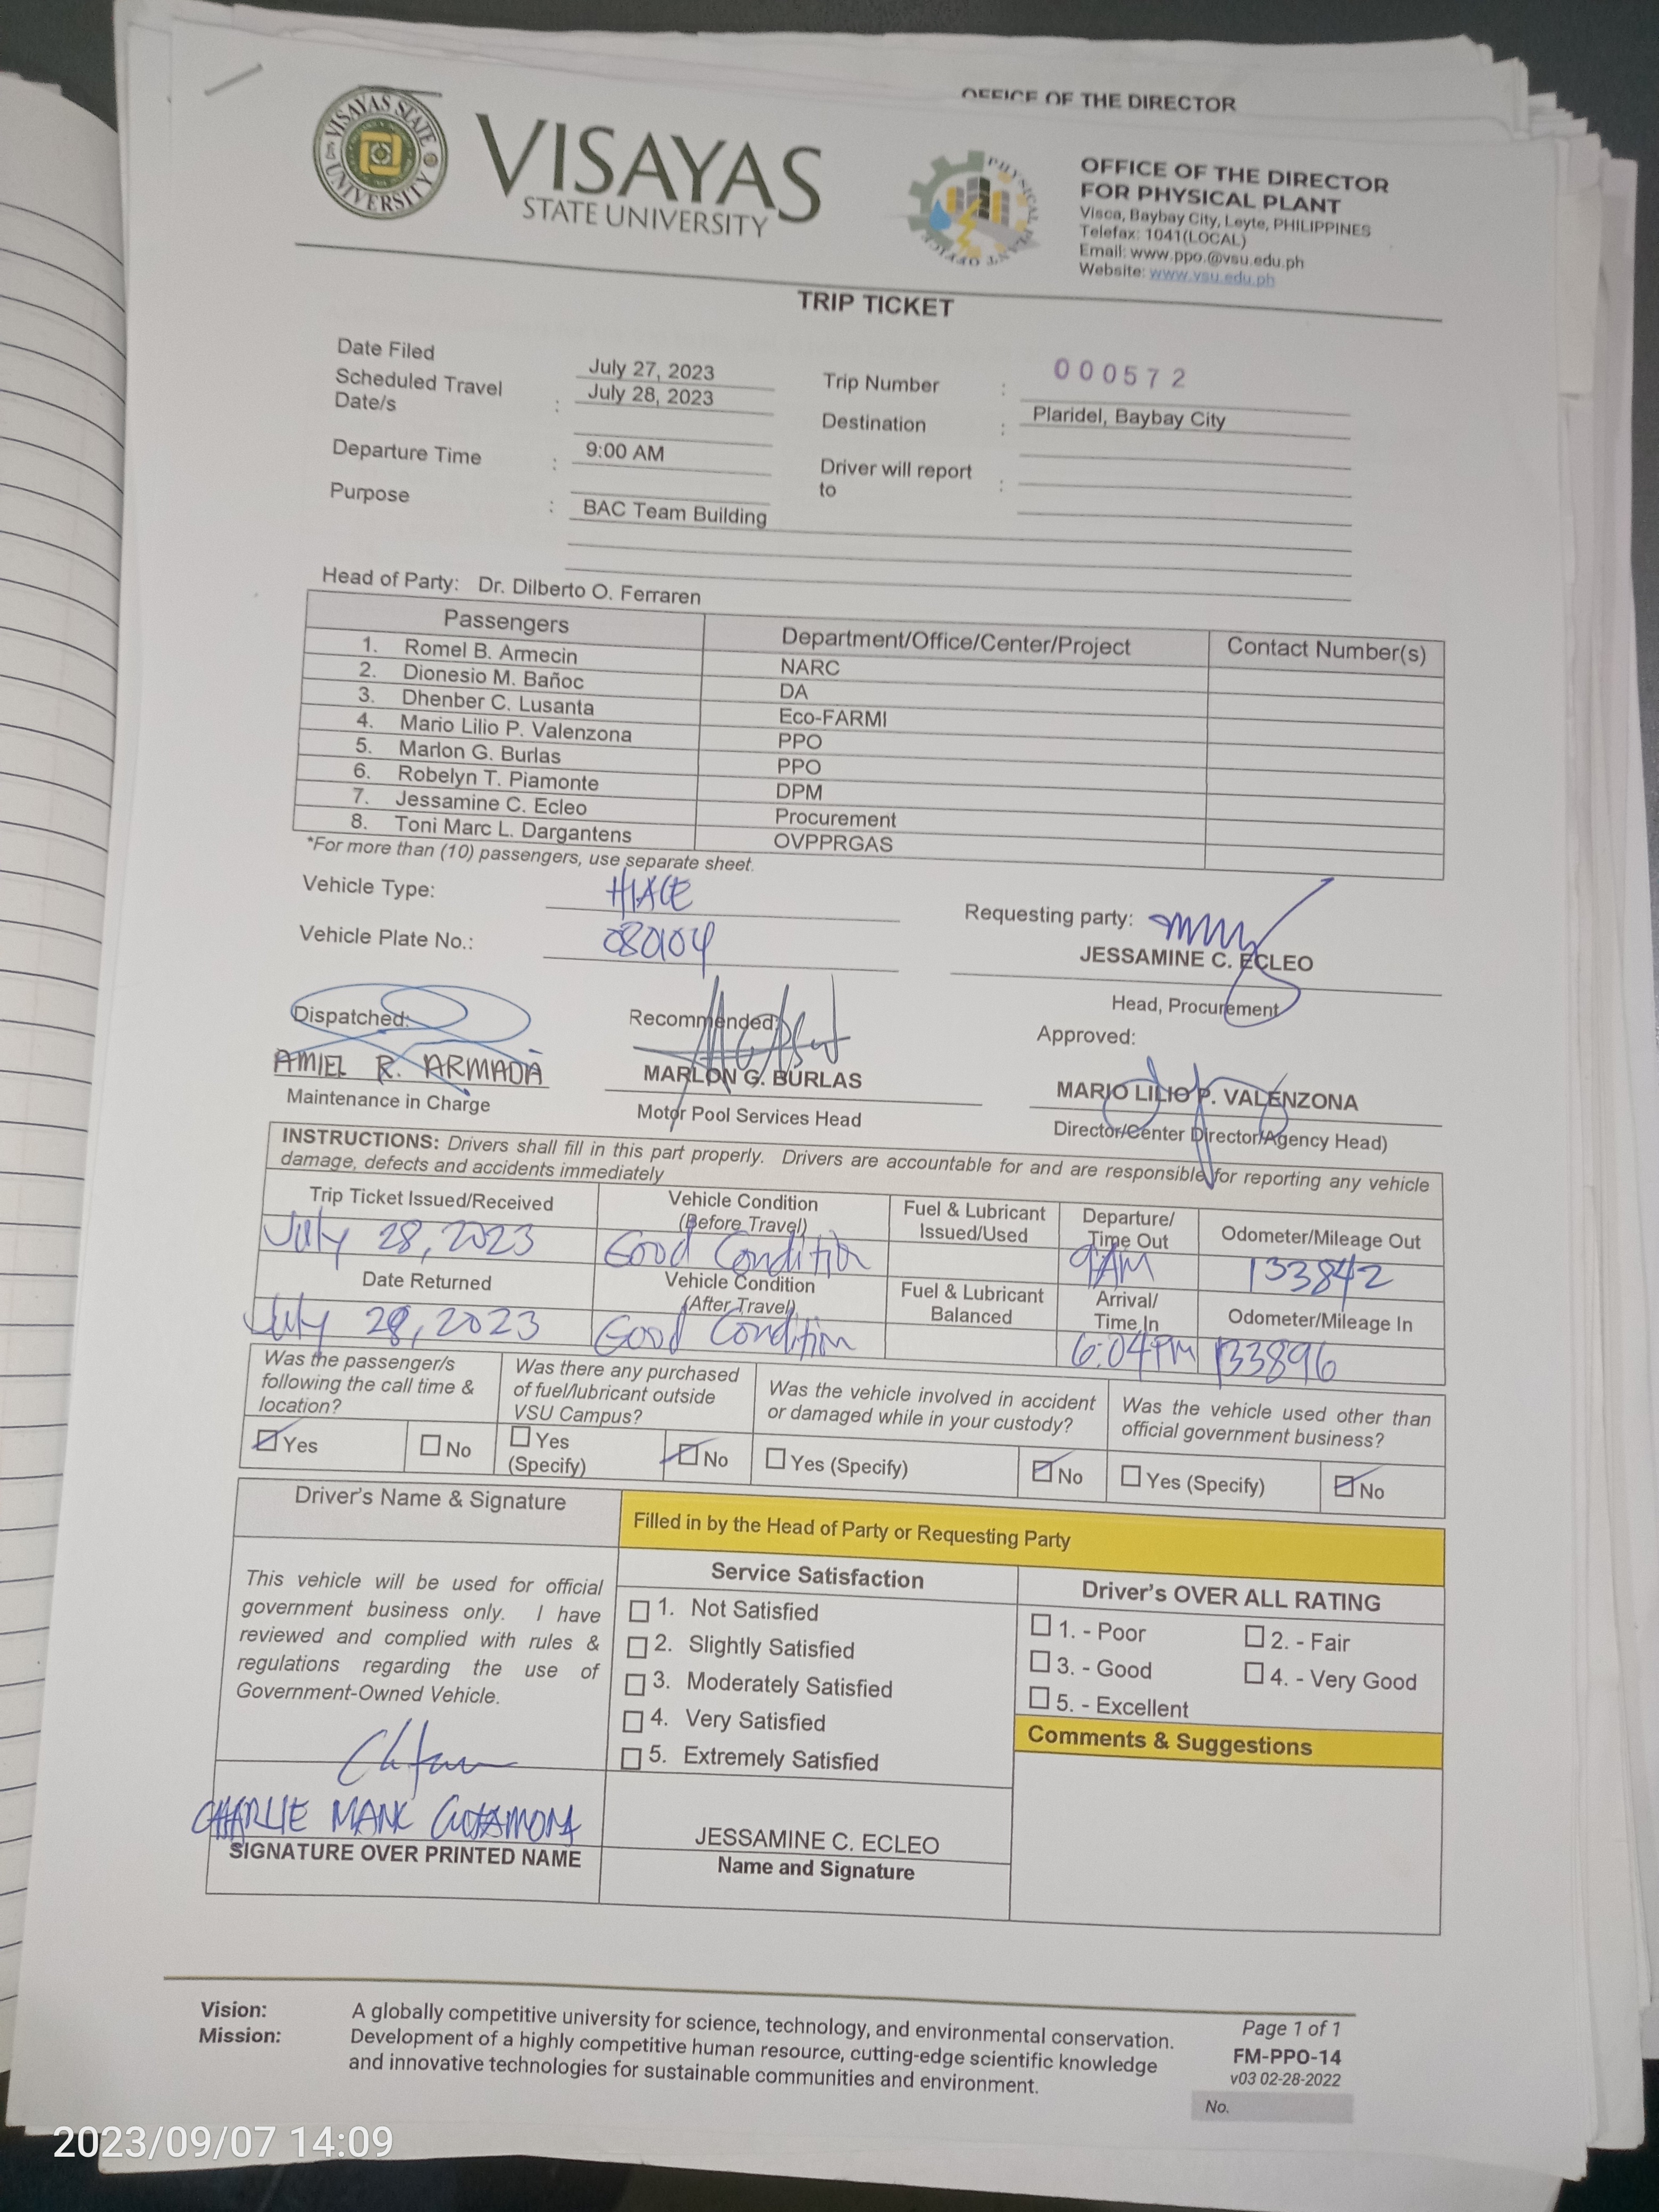 OFFICE OF THE DIRECTOR
VISAYAS STATE UNIVERSITY
VISAYAS
STATE UNIVERSITY
PHYSICAL PLANT OFFICE
OFFICE OF THE DIRECTOR
FOR PHYSICAL PLANT
Visca, Baybay City, Leyte, PHILIPPINES
Telefax: 1041(LOCAL)
Email: www.ppo.@vsu.edu.ph
Website: www.vsu.edu.ph
TRIP TICKET
Date Filed July 27, 2023 Trip Number : 000572
Scheduled Travel Date/s : July 28, 2023 Destination : Plaridel, Baybay City
Departure Time : 9:00 AM Driver will report to :
Purpose : BAC Team Building
Head of Party: Dr. Dilberto O. Ferraren
Passengers Department/Office/Center/Project Contact Number(s)
1. Romel B. Armecin NARC
2. Dionesio M. Bañoc DA
3. Dhenber C. Lusanta Eco-FARMI
4. Mario Lilio P. Valenzona PPO
5. Marlon G. Burlas PPO
6. Robelyn T. Piamonte DPM
7. Jessamine C. Ecleo Procurement
8. Toni Marc L. Dargantens OVPPRGAS
*For more than (10) passengers, use separate sheet.
Vehicle Type: HIACE
Requesting party:
Vehicle Plate No.: 080104
JESSAMINE C. ECLEO
Head, Procurement
Dispatched: Recommended: Approved:
AMIEL R. ARMADA MARLON G. BURLAS MARIO LILIO P. VALENZONA
Maintenance in Charge Motor Pool Services Head Director/Center Director/Agency Head)
INSTRUCTIONS: Drivers shall fill in this part properly. Drivers are accountable for and are responsible for reporting any vehicle
damage, defects and accidents immediately
Trip Ticket Issued/Received Vehicle Condition (Before Travel) Fuel & Lubricant Issued/Used Departure/ Time Out Odometer/Mileage Out
July 28, 2023 Good Condition 9AM 133842
Date Returned Vehicle Condition (After Travel) Fuel & Lubricant Balanced Arrival/ Time In Odometer/Mileage In
July 28, 2023 Good Condition 6:04PM 133896
Was the passenger/s following the call time & location? Was there any purchased of fuel/lubricant outside VSU Campus? Was the vehicle involved in accident or damaged while in your custody? Was the vehicle used other than official government business?
Yes No Yes (Specify) No Yes (Specify) No Yes (Specify) No
Driver's Name & Signature Filled in by the Head of Party or Requesting Party
This vehicle will be used for official
government business only. I have
reviewed and complied with rules &
regulations regarding the use of
Government-Owned Vehicle.
CHARLIE MARK
SIGNATURE OVER PRINTED NAME
Service Satisfaction
1. Not Satisfied
2. Slightly Satisfied
3. Moderately Satisfied
4. Very Satisfied
5. Extremely Satisfied
JESSAMINE C. ECLEO
Name and Signature
Driver's OVER ALL RATING
1. - Poor 2. - Fair
3. - Good 4. - Very Good
5. - Excellent
Comments & Suggestions
Vision: A globally competitive university for science, technology, and environmental conservation.
Mission: Development of a highly competitive human resource, cutting-edge scientific knowledge
and innovative technologies for sustainable communities and environment.
Page 1 of 1
FM-PPO-14
v03 02-28-2022
No.
2023/09/07 14:09